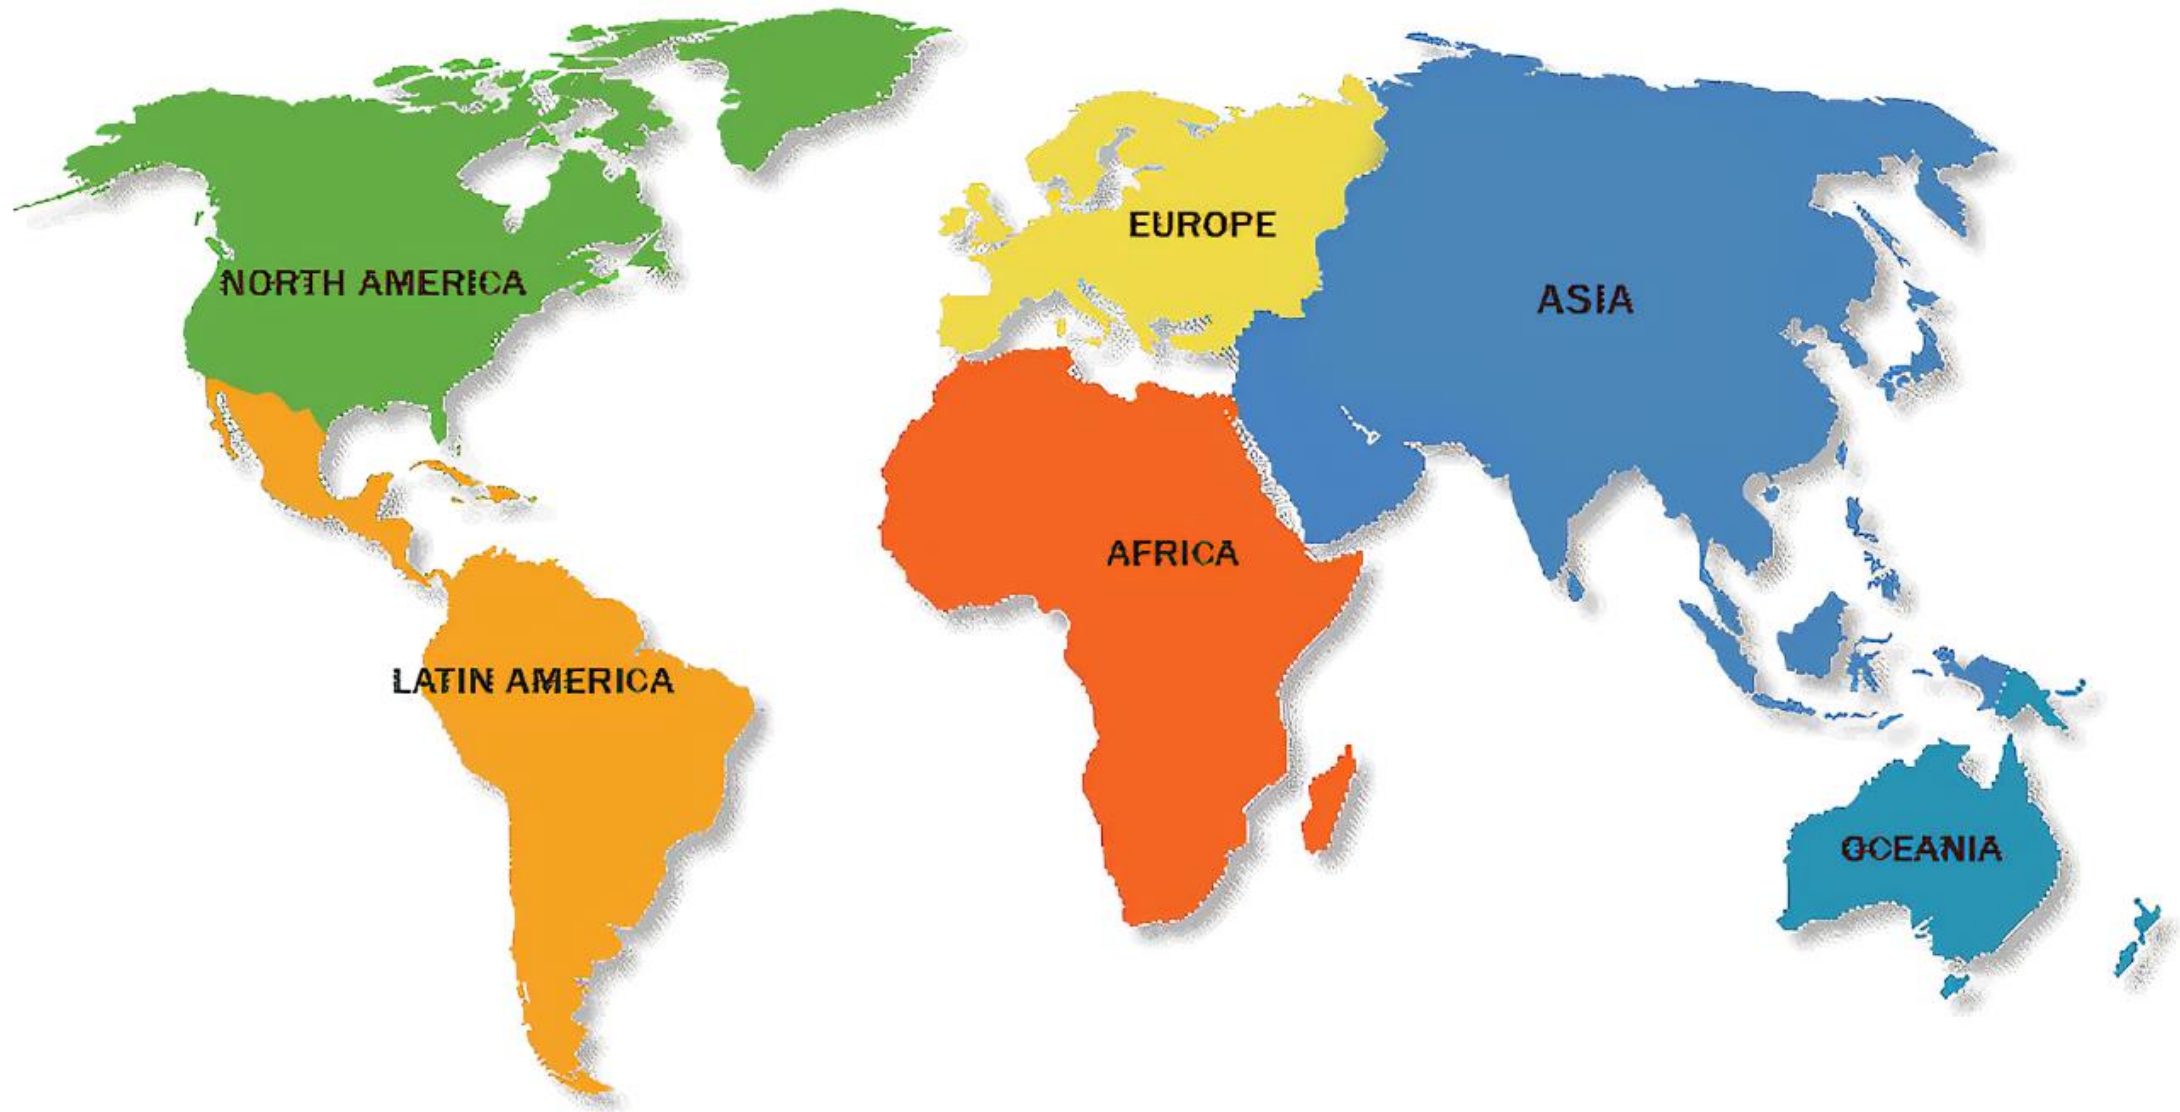 EUROPE
NORTH AMERICA
ASIA
AFRICA
LATIN AMERICA
OCEANIA